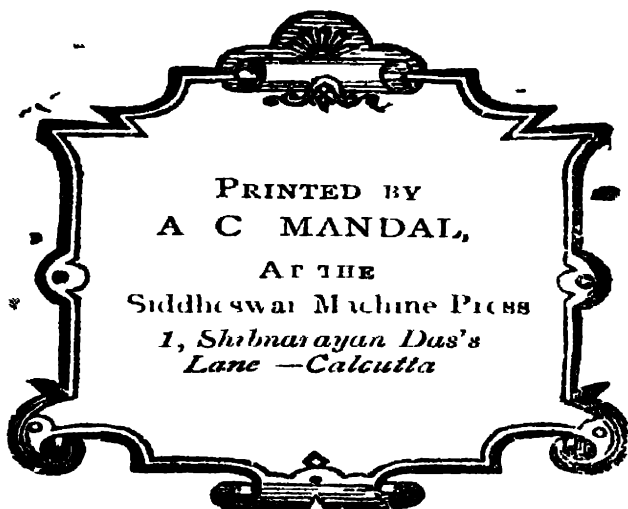 PRINTED BY
A C MANDAL,
AT THE
Siddheswar Machine Press
1, Shibnarayan Das's
Lane —Calcutta